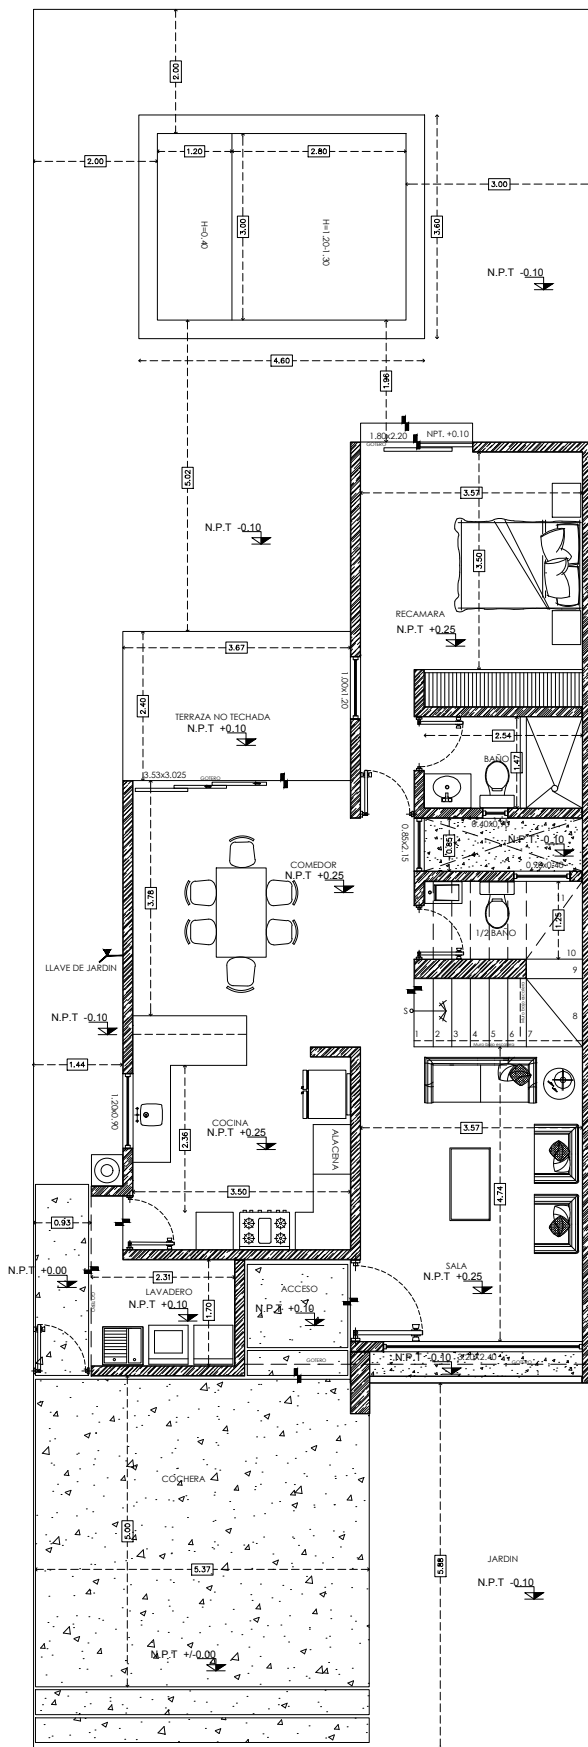 2.00
1.20
2.80
2.00
3.00
3.00
3.60
H=0.40
H=1.20-1.30
N.P.T -0.10
4.60
1.96
5.02
1.80x2.20
NPT. +0.10
GOTERO
3.57
N.P.T -0.10
3.50
RECAMARA
N.P.T +0.25
3.67
1.00x1.20
2.40
TERRAZA NO TECHADA
N.P.T +0.10
2.54
BAÑO
1.47
3.53x3.025
GOTERO
0.85x2.15
0.85
N.P.T -0.10
COMEDOR
N.P.T +0.25
3.78
1.25
1/2 BAÑO
LLAVE DE JARDIN
10
9
N.P.T -0.10
S
1 2 3 4 5 6 7
8
1.44
1.20x0.90
2.36
COCINA
N.P.T +0.25
ALACENA
3.57
4.74
3.50
0.93
N.P.T +0.00
2.31
LAVADERO
N.P.T +0.10
1.70
ACCESO
N.P.T +0.10
SALA
N.P.T +0.25
GOTERO
N.P.T -0.10
GOTERO
COCHERA
5.00
5.37
5.88
JARDIN
N.P.T -0.10
N.P.T +/-0.00